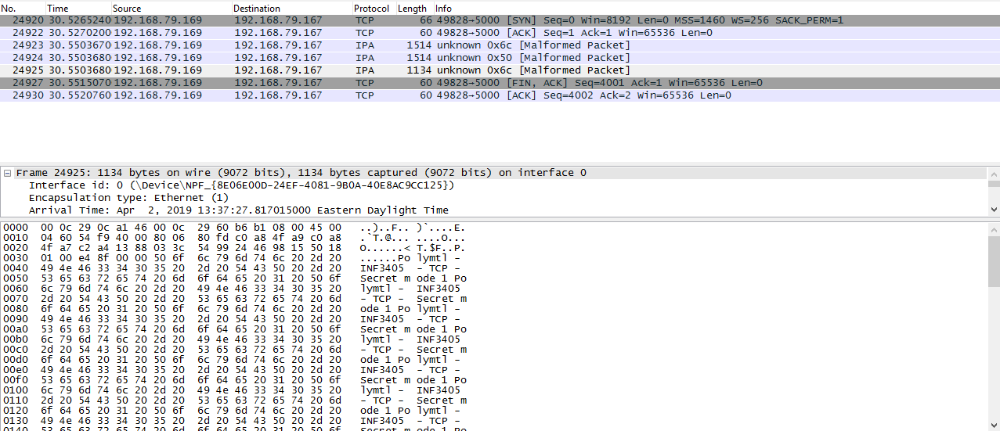 No. Time Source Destination Protocol Length Info
24920 30.5265240 192.168.79.169 192.168.79.167 TCP 66 49828→5000 [SYN] Seq=0 Win=8192 Len=0 MSS=1460 WS=256 SACK_PERM=1
24922 30.5270200 192.168.79.169 192.168.79.167 TCP 60 49828→5000 [ACK] Seq=1 Ack=1 Win=65536 Len=0
24923 30.5503670 192.168.79.169 192.168.79.167 IPA 1514 unknown 0x6c [Malformed Packet]
24924 30.5503680 192.168.79.169 192.168.79.167 IPA 1514 unknown 0x50 [Malformed Packet]
24925 30.5503680 192.168.79.169 192.168.79.167 IPA 1134 unknown 0x6c [Malformed Packet]
24927 30.5515070 192.168.79.169 192.168.79.167 TCP 60 49828→5000 [FIN, ACK] Seq=4001 Ack=1 Win=65536 Len=0
24930 30.5520760 192.168.79.169 192.168.79.167 TCP 60 49828→5000 [ACK] Seq=4002 Ack=2 Win=65536 Len=0
Frame 24925: 1134 bytes on wire (9072 bits), 1134 bytes captured (9072 bits) on interface 0
Interface id: 0 (\Device\NPF_{8E06E00D-24EF-4081-9B0A-40E8AC9CC125})
Encapsulation type: Ethernet (1)
Arrival Time: Apr 2, 2019 13:37:27.817015000 Eastern Daylight Time
0000 00 0c 29 0c a1 46 00 0c 29 60 b6 b1 08 00 45 00 ..)..F.. )`....E.
0010 04 60 54 f9 40 00 80 06 80 fd c0 a8 4f a9 c0 a8 .`T.@... ....O...
0020 4f a7 c2 a4 13 88 03 3c 54 99 24 46 98 15 50 18 O......< T.$F..P.
0030 01 00 e4 8f 00 00 50 6f 6c 79 6d 74 6c 20 2d 20 ......Po lymtl -
0040 49 4e 46 33 34 30 35 20 2d 20 54 43 50 20 2d 20 INF3405 - TCP -
0050 53 65 63 72 65 74 20 6d 6f 64 65 20 31 20 50 6f Secret m ode 1 Po
0060 6c 79 6d 74 6c 20 2d 20 49 4e 46 33 34 30 35 20 lymtl - INF3405
0070 2d 20 54 43 50 20 2d 20 53 65 63 72 65 74 20 6d - TCP - Secret m
0080 6f 64 65 20 31 20 50 6f 6c 79 6d 74 6c 20 2d 20 ode 1 Po lymtl -
0090 49 4e 46 33 34 30 35 20 2d 20 54 43 50 20 2d 20 INF3405 - TCP -
00a0 53 65 63 72 65 74 20 6d 6f 64 65 20 31 20 50 6f Secret m ode 1 Po
00b0 6c 79 6d 74 6c 20 2d 20 49 4e 46 33 34 30 35 20 lymtl - INF3405
00c0 2d 20 54 43 50 20 2d 20 53 65 63 72 65 74 20 6d - TCP - Secret m
00d0 6f 64 65 20 31 20 50 6f 6c 79 6d 74 6c 20 2d 20 ode 1 Po lymtl -
00e0 49 4e 46 33 34 30 35 20 2d 20 54 43 50 20 2d 20 INF3405 - TCP -
00f0 53 65 63 72 65 74 20 6d 6f 64 65 20 31 20 50 6f Secret m ode 1 Po
0100 6c 79 6d 74 6c 20 2d 20 49 4e 46 33 34 30 35 20 lymtl - INF3405
0110 2d 20 54 43 50 20 2d 20 53 65 63 72 65 74 20 6d - TCP - Secret m
0120 6f 64 65 20 31 20 50 6f 6c 79 6d 74 6c 20 2d 20 ode 1 Po lymtl -
0130 49 4e 46 33 34 30 35 20 2d 20 54 43 50 20 2d 20 INF3405 - TCP -
0140 53 65 63 72 65 74 20 6d 6f 64 65 20 31 20 50 6f Secret m ode 1 Po